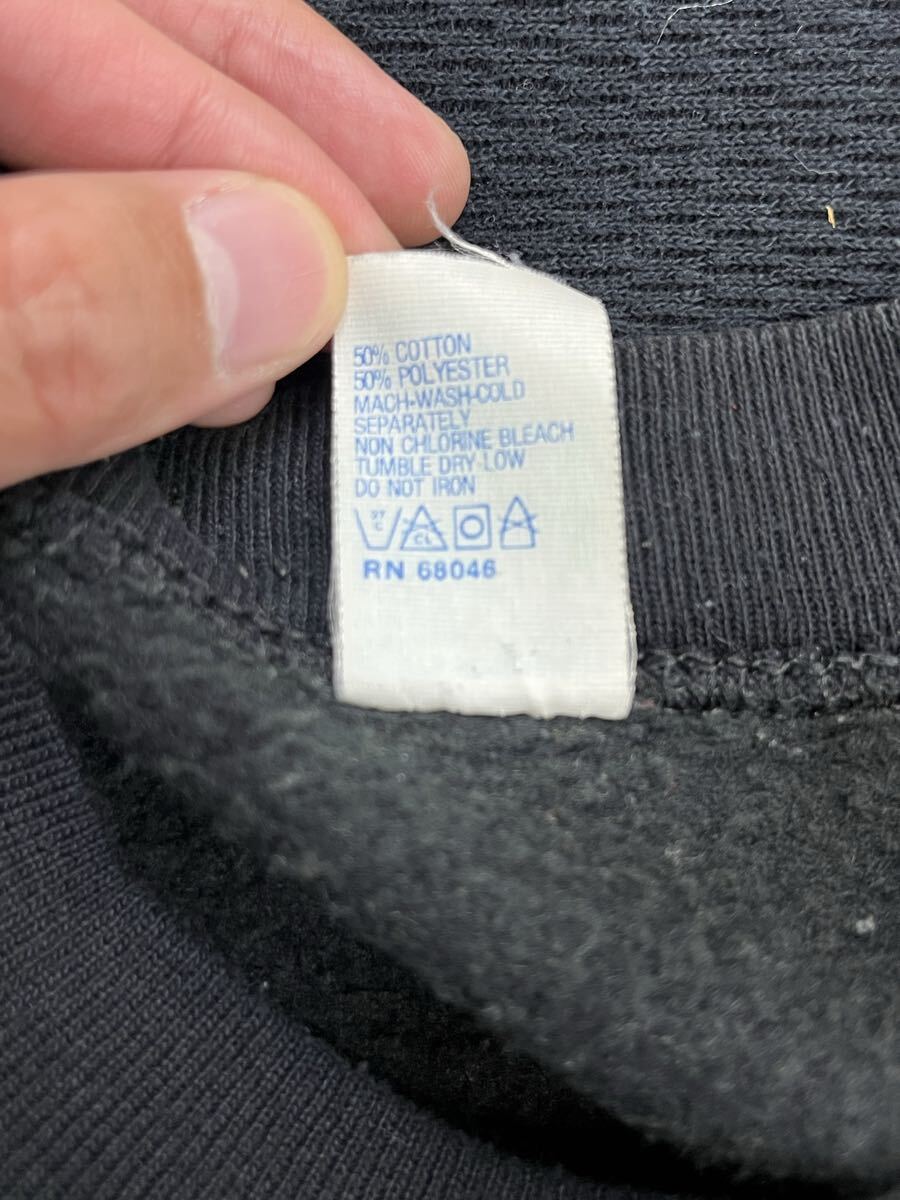 50% COTTON
50% POLYESTER
MACH-WASH-COLD
SEPARATELY
NON CHLORINE BLEACH
TUMBLE DRY LOW
DO NOT IRON
CL
RN 68046